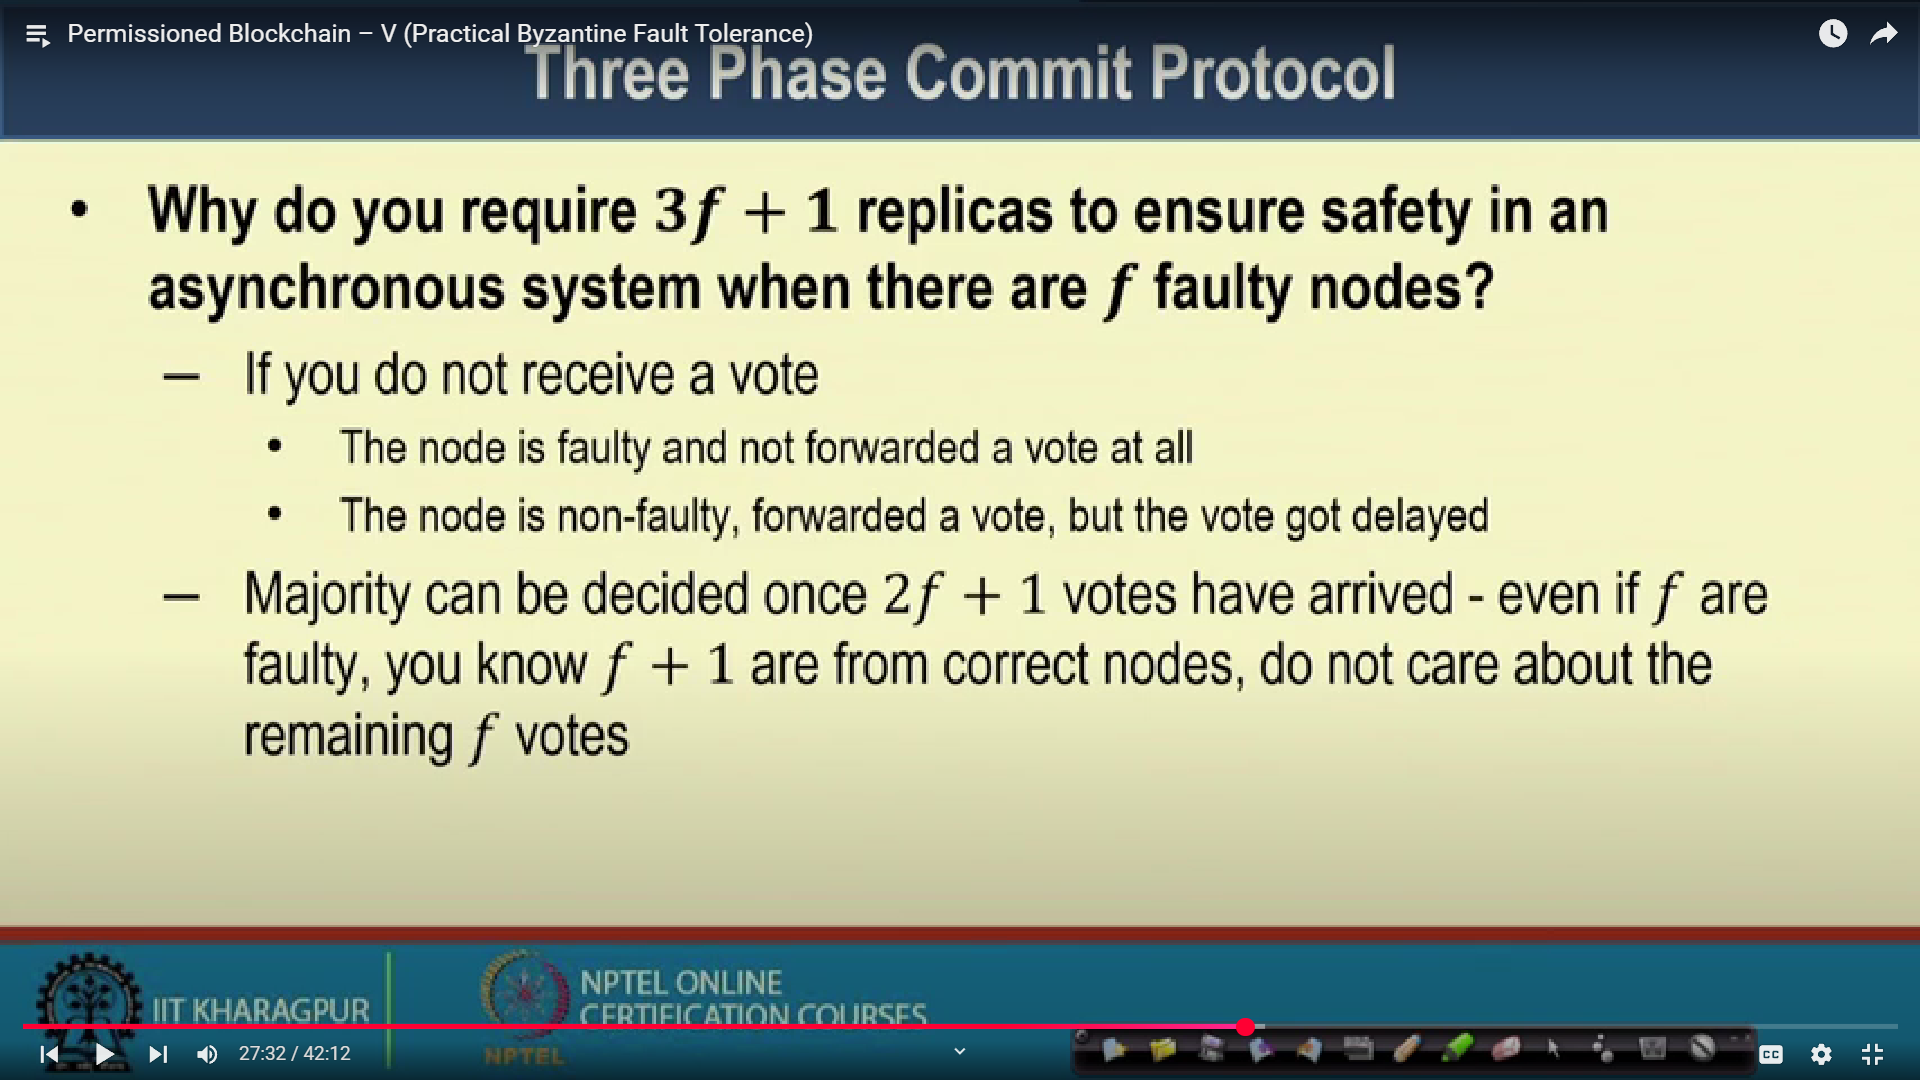 Permissioned Blockchain – V (Practical Byzantine Fault Tolerance)
Three Phase Commit Protocol
• Why do you require 3f + 1 replicas to ensure safety in an
asynchronous system when there are f faulty nodes?
– If you do not receive a vote
• The node is faulty and not forwarded a vote at all
• The node is non-faulty, forwarded a vote, but the vote got delayed
– Majority can be decided once 2f + 1 votes have arrived - even if f are
faulty, you know f + 1 are from correct nodes, do not care about the
remaining f votes
IIT KHARAGPUR
NPTEL
NPTEL ONLINE
CERTIFICATION COURSES
27:32 / 42:12
CC